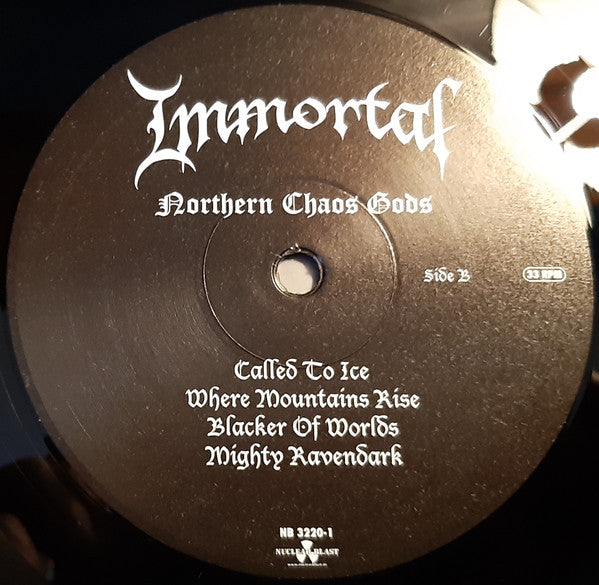 Immortal
Northern Chaos Gods
Side B
33 RPM
Called To Ice
Where Mountains Rise
Blacker Of Worlds
Mighty Ravendark
NB 3220-1
NUCLEAR BLAST